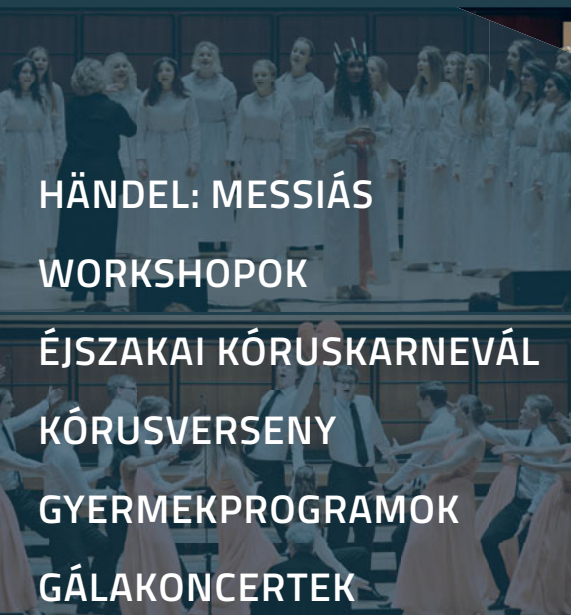 HÄNDEL: MESSIÁS
WORKSHOPOK
ÉJSZAKAI KÓRUSKARNEVÁL
KÓRUSVERSENY
GYERMEKPROGRAMOK
GÁLAKONCERTEK